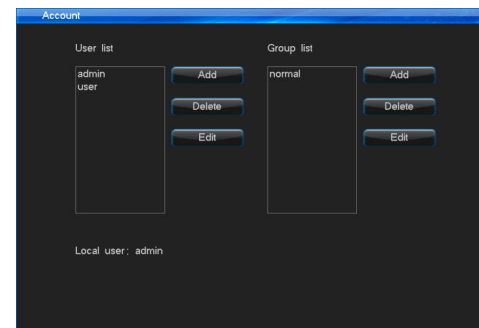 Account
User list
Group list
admin
user
Add
Delete
Edit
normal
Add
Delete
Edit
Local user: admin